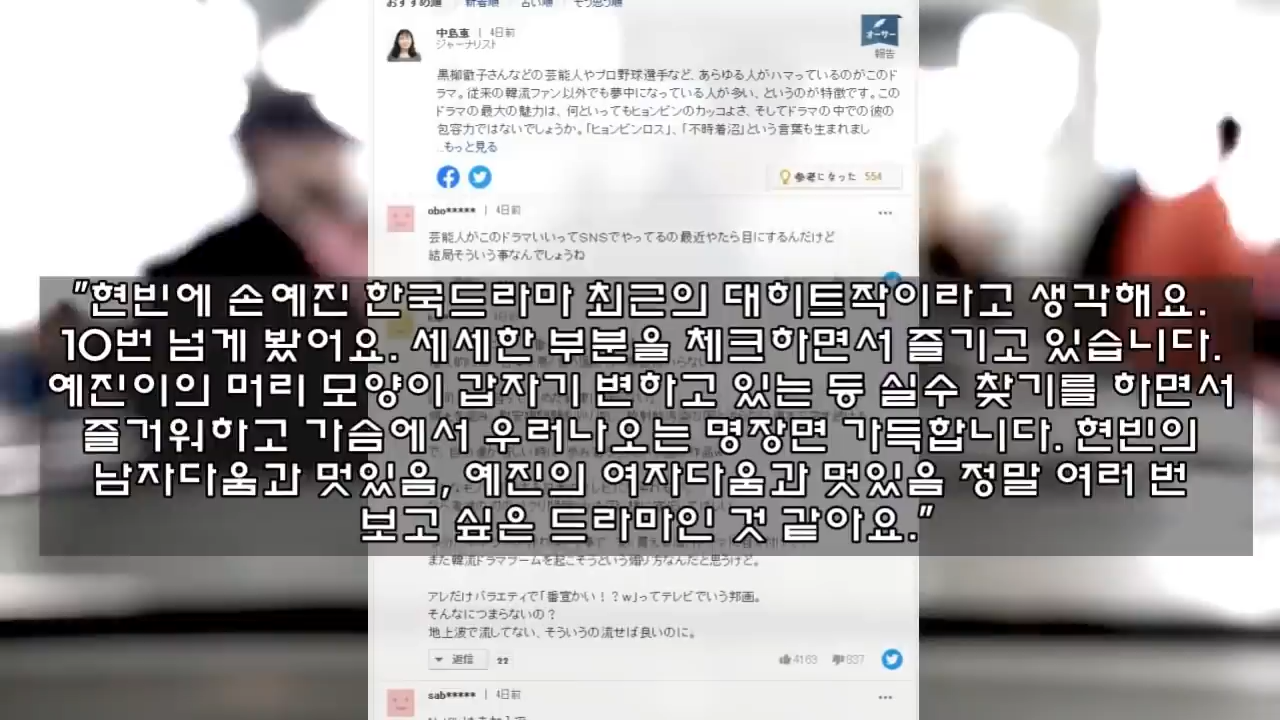 おすすめ順 新着順 古い順 そう思う順
中島恵 | 4日前
ジャーナリスト
オーサー
報告
黒柳徹子さんなどの芸能人やプロ野球選手など、あらゆる人がハマっているのがこのド
ラマ。従来の韓流ファン以外でも夢中になっている人が多い、というのが特徴です。この
ドラマの最大の魅力は、何といってもヒョンビンのカッコよさ、そしてドラマの中での彼の
包容力ではないでしょうか。「ヒョンビンロス」、「不時着沼」という言葉も生まれまし
...もっと見る
参考になった 554
obo***** | 4日前
芸能人がこのドラマいいってSNSでやってるの最近やたら目にするんだけど
結局そういう事なんでしょうね
"현빈에 손예진 한국드라마 최근의 대히트작이라고 생각해요.
10번 넘게 봤어요. 세세한 부분을 체크하면서 즐기고 있습니다.
예진이의 머리 모양이 갑자기 변하고 있는 등 실수 찾기를 하면서
즐거워하고 가슴에서 우러나오는 명장면 가득합니다. 현빈의
남자다움과 멋있음, 예진의 여자다움과 멋있음 정말 여러 번
보고 싶은 드라마인 것 같아요."
また韓流ドラマブームを起こそうという煽り方なんだと思うけど。
アレだけバラエティで「番宣かい！？w」ってテレビでいう邦画。
そんなにつまらないの？
地上波で流してない、そういうの流せば良いのに。
返信 22
4163 837
sab***** | 4日前